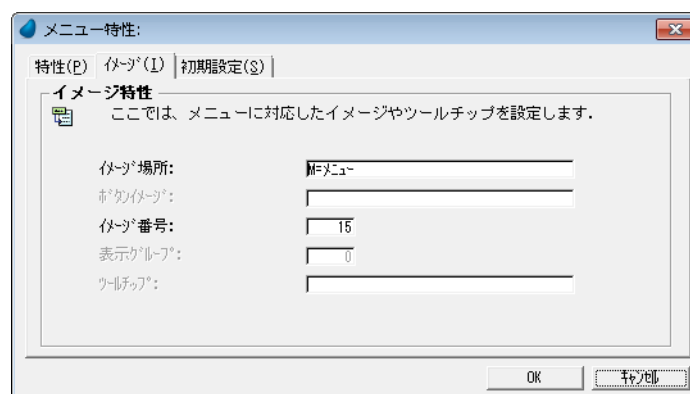 メニュー特性:
特性(P) ｲﾒｰｼﾞ(I) 初期設定(S)
イメージ特性
ここでは、メニューに対応したイメージやツールチップを設定します.
ｲﾒｰｼﾞ場所: M=ﾒﾆｭｰ
ﾎﾞﾀﾝｲﾒｰｼﾞ:
ｲﾒｰｼﾞ番号: 15
表示ｸﾞﾙｰﾌﾟ: 0
ﾂｰﾙﾁｯﾌﾟ:
OK ｷｬﾝｾﾙ